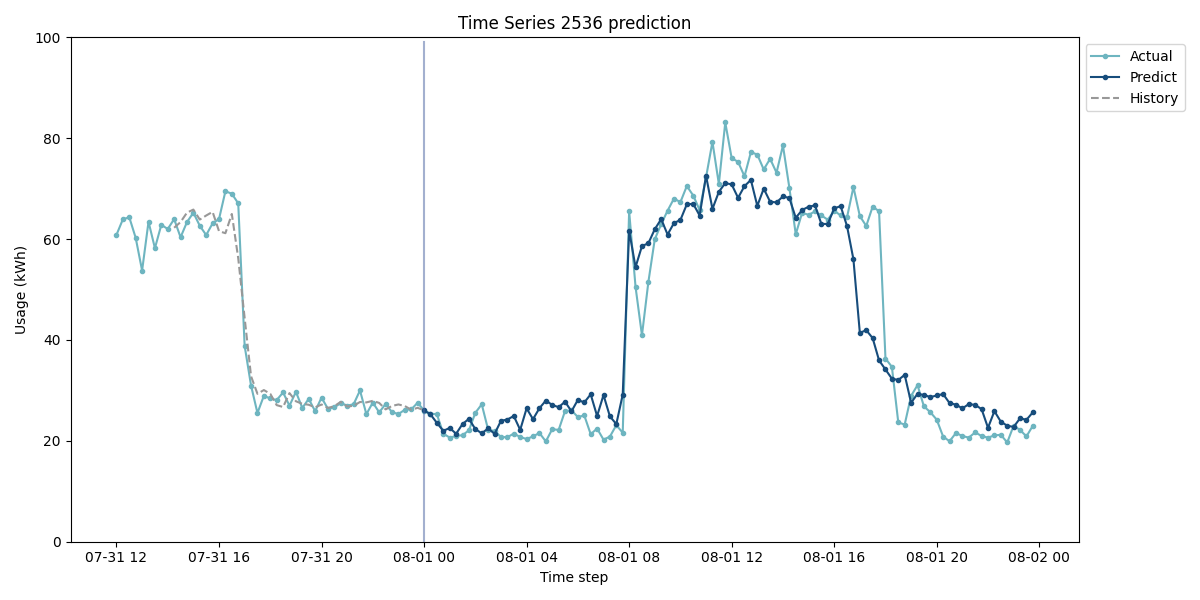 Time Series 2536 prediction
100
80
60
40
20
0
Usage (kWh)
07-31 12
07-31 16
07-31 20
08-01 00
08-01 04
08-01 08
08-01 12
08-01 16
08-01 20
08-02 00
Time step
Actual
Predict
History